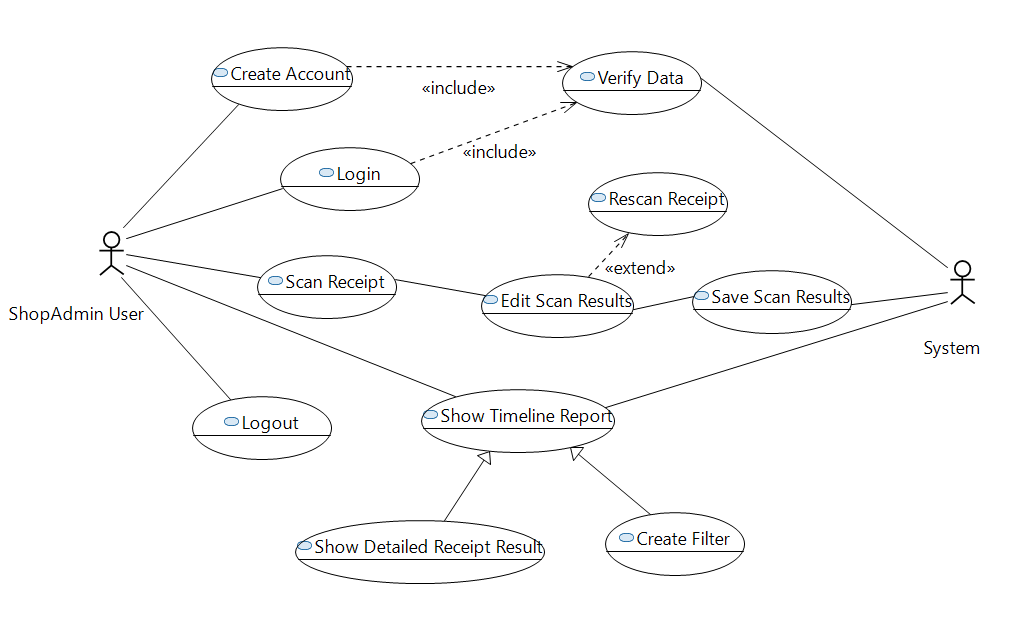 Create Account
«include»
Verify Data
Login
«include»
Rescan Receipt
ShopAdmin User
Scan Receipt
«extend»
Edit Scan Results
Save Scan Results
System
Logout
Show Timeline Report
Show Detailed Receipt Result
Create Filter